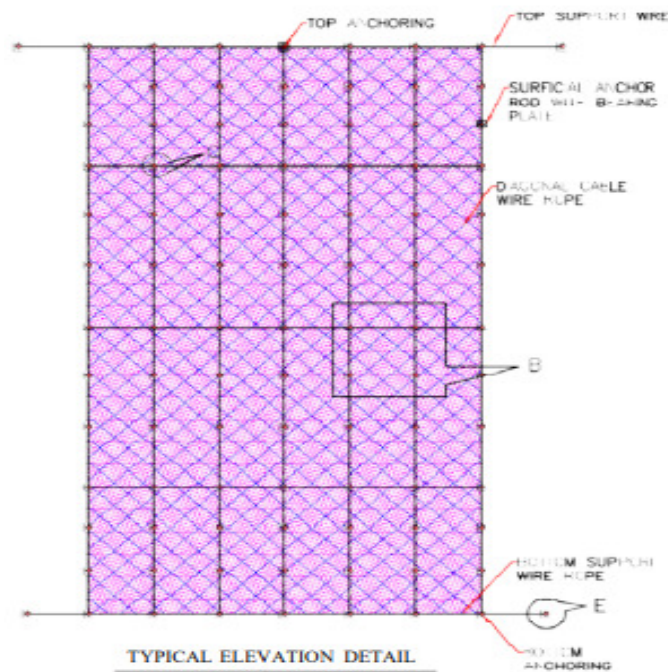 TOP ANCHORING
TOP SUPPORT WIRE
SURFICIAL ANCHOR
ROD WITH BEARING
PLATE
DIAGONAL CABLE
WIRE ROPE
B
BOTTOM SUPPORT
WIRE ROPE
E
BOTTOM
ANCHORING
TYPICAL ELEVATION DETAIL